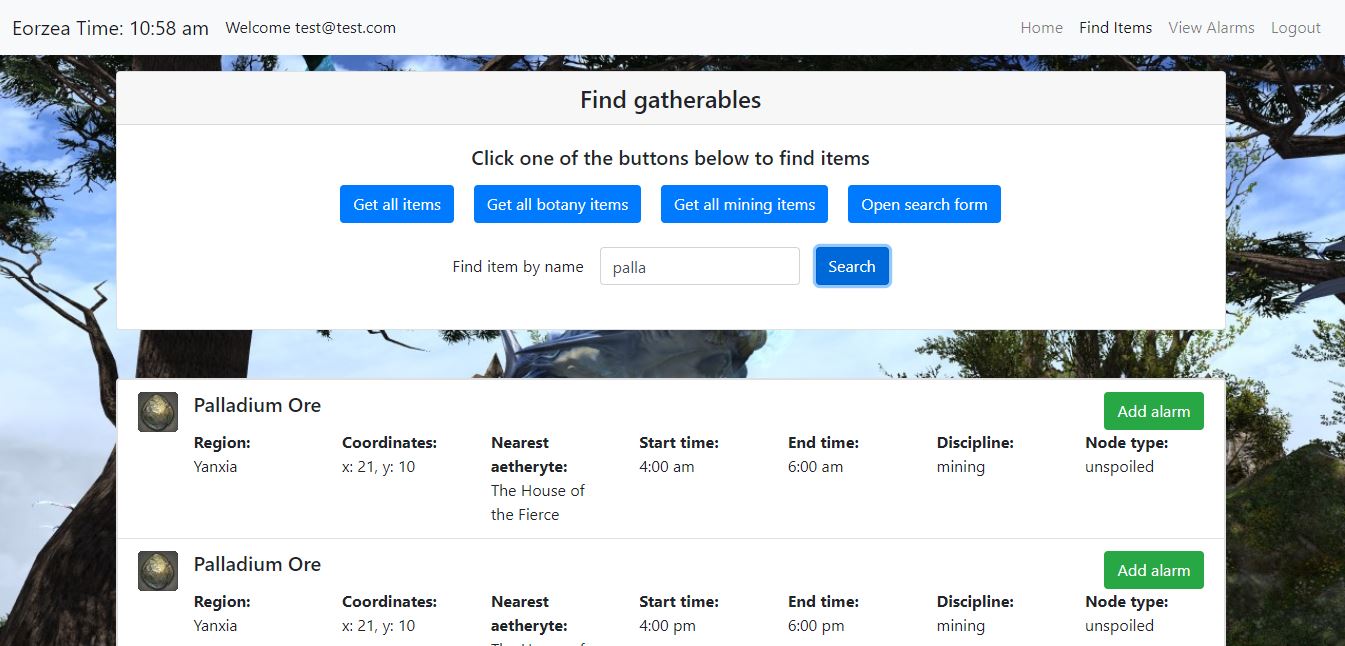 Eorzea Time: 10:58 am Welcome test@test.com Home Find Items View Alarms Logout
Find gatherables
Click one of the buttons below to find items
Get all items Get all botany items Get all mining items Open search form
Find item by name palla Search
Palladium Ore Add alarm
Region: Coordinates: Nearest Start time: End time: Discipline: Node type:
Yanxia x: 21, y: 10 aetheryte: 4:00 am 6:00 am mining unspoiled
The House of
the Fierce
Palladium Ore Add alarm
Region: Coordinates: Nearest Start time: End time: Discipline: Node type:
Yanxia x: 21, y: 10 aetheryte: 4:00 pm 6:00 pm mining unspoiled